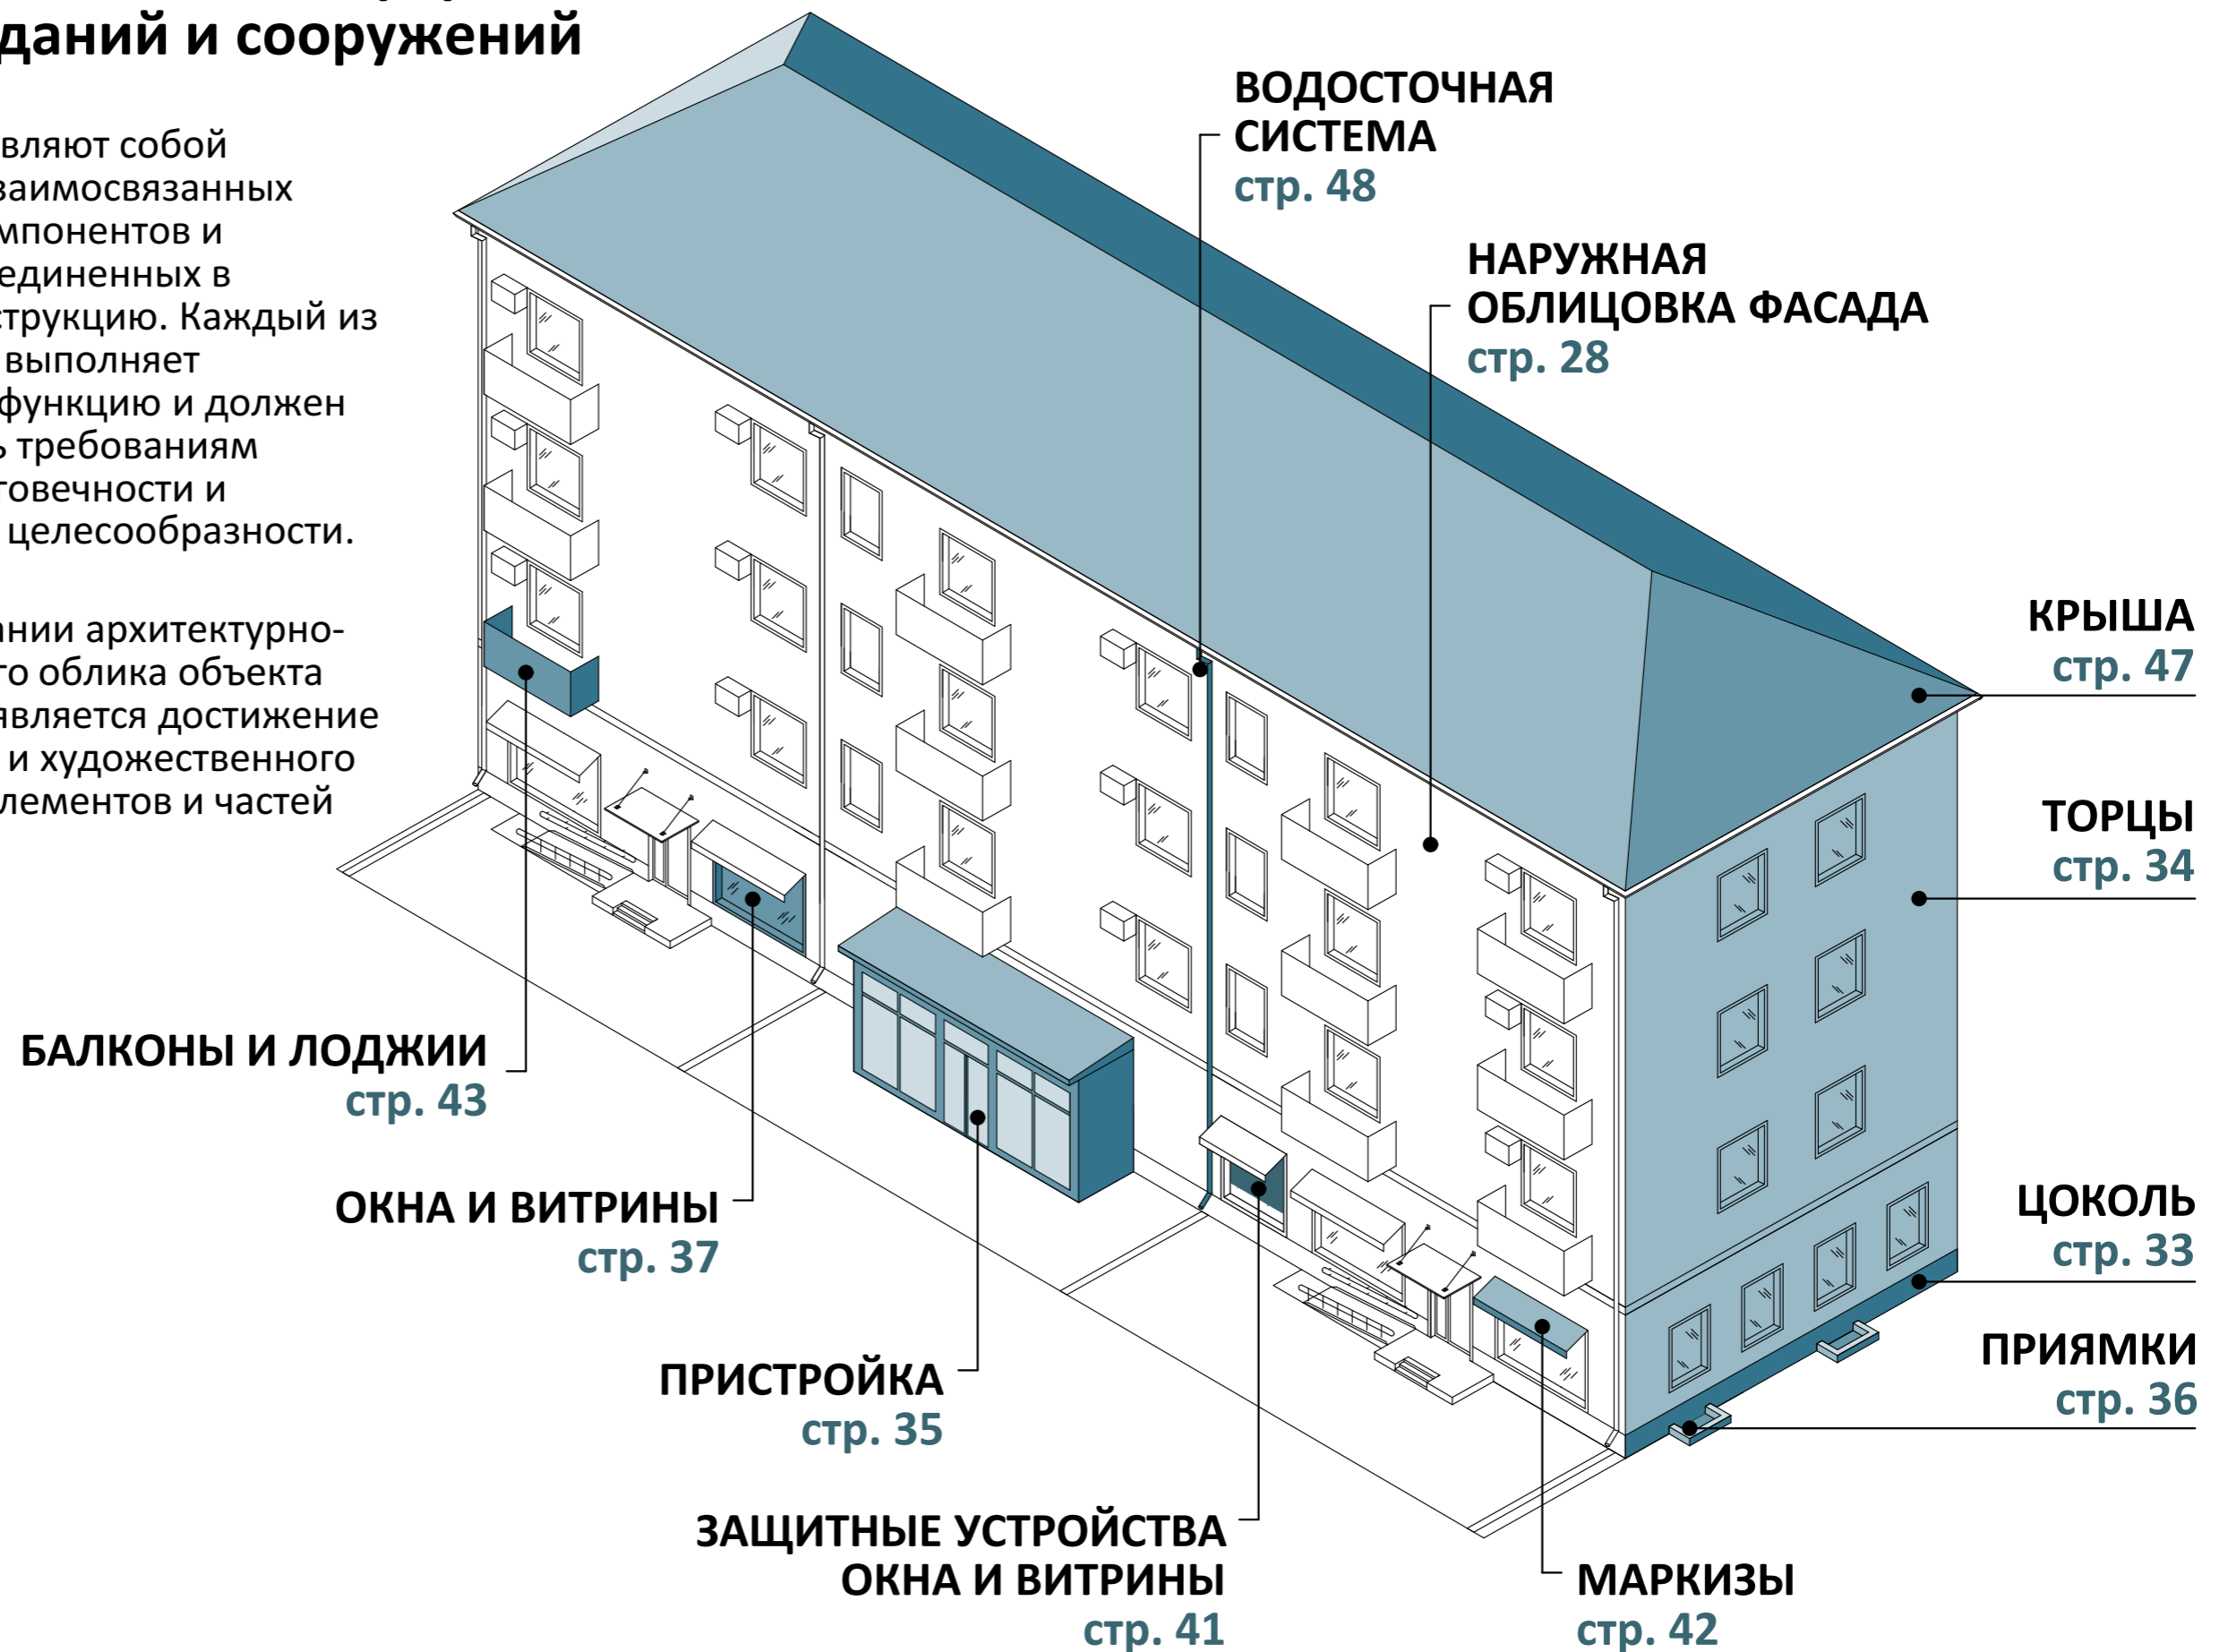 даний и сооружений
вляют собой
заимосвязанных
мпонентов и
единенных в
струкцию. Каждый из
выполняет
функцию и должен
ь требованиям
товечности и
целесообразности.
ании архитектурно-
го облика объекта
является достижение
и художественного
лементов и частей
ВОДОСТОЧНАЯ
СИСТЕМА
стр. 48
НАРУЖНАЯ
ОБЛИЦОВКА ФАСАДА
стр. 28
КРЫША
стр. 47
ТОРЦЫ
стр. 34
ЦОКОЛЬ
стр. 33
ПРИЯМКИ
стр. 36
БАЛКОНЫ И ЛОДЖИИ
стр. 43
ОКНА И ВИТРИНЫ
стр. 37
ПРИСТРОЙКА
стр. 35
ЗАЩИТНЫЕ УСТРОЙСТВА
ОКНА И ВИТРИНЫ
стр. 41
МАРКИЗЫ
стр. 42